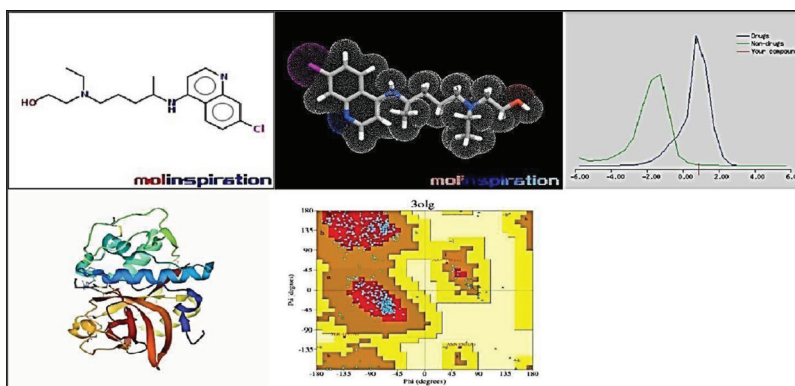 N
HO
N
N
H
Cl
molinspiration
molinspiration
Drugs
Non-drugs
Your compound
-6.00
-4.00
-2.00
0.00
2.00
4.00
6.00
180
135
90
45
0
-45
-90
-135
Psi (degrees)
-180
-135
-90
-45
0
45
90
135
180
Phi (degrees)